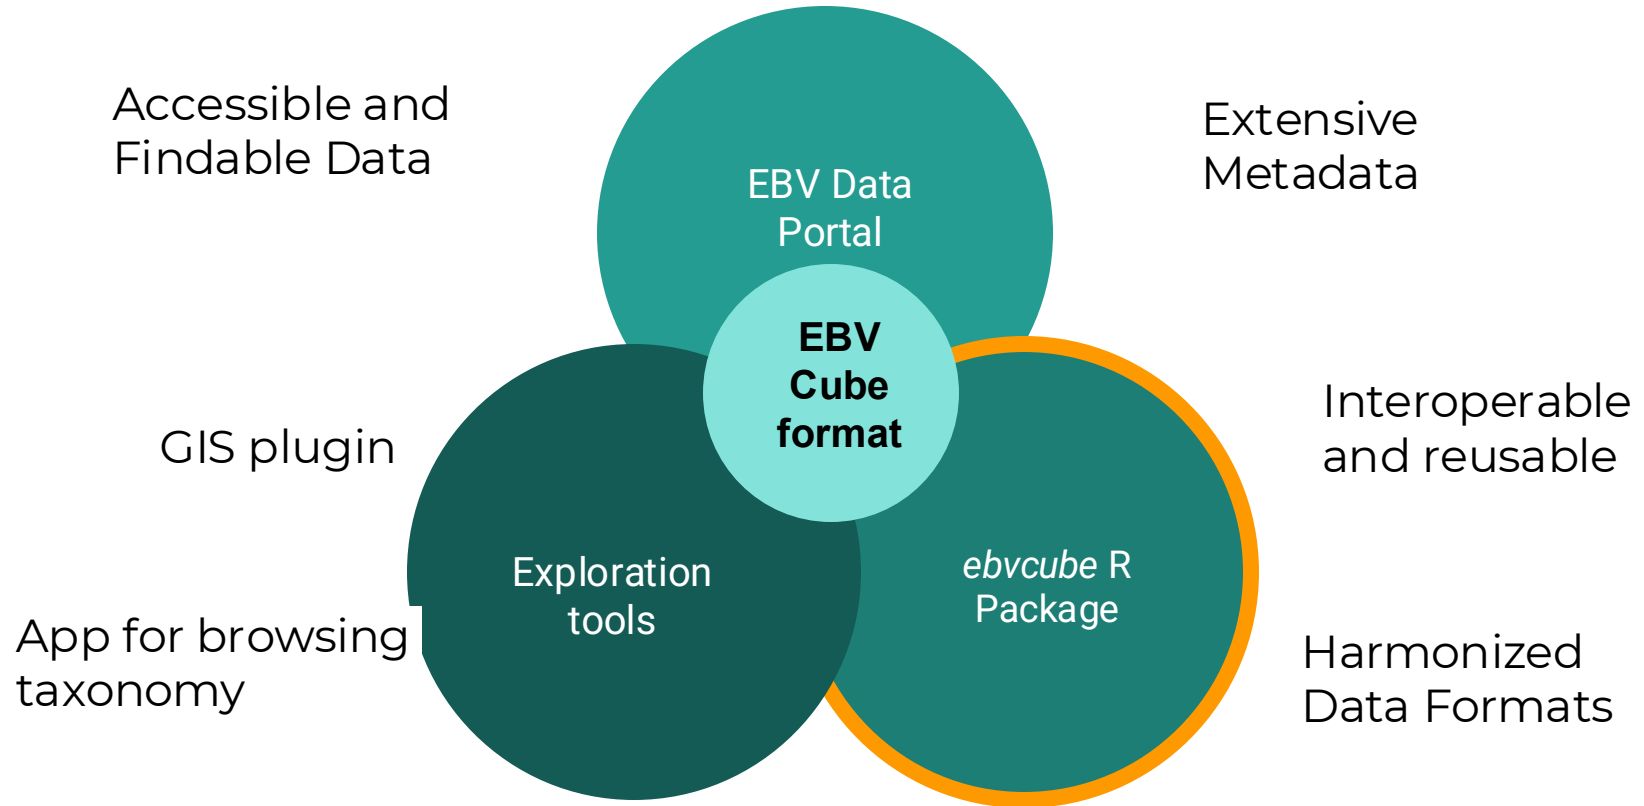 Accessible and
Findable Data
Extensive
Metadata
EBV Data
Portal
EBV
Cube
format
GIS plugin
Interoperable
and reusable
Exploration
tools
ebvcube R
Package
App for browsing
taxonomy
Harmonized
Data Formats